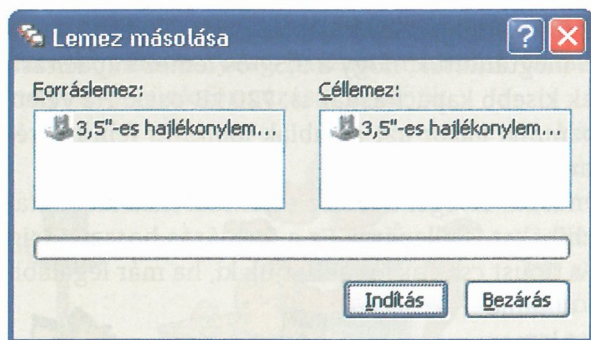 Lemez másolása
Forráslemez:
Céllemez:
3,5"-es hajlékonylem...
3,5"-es hajlékonylem...
Indítás
Bezárás